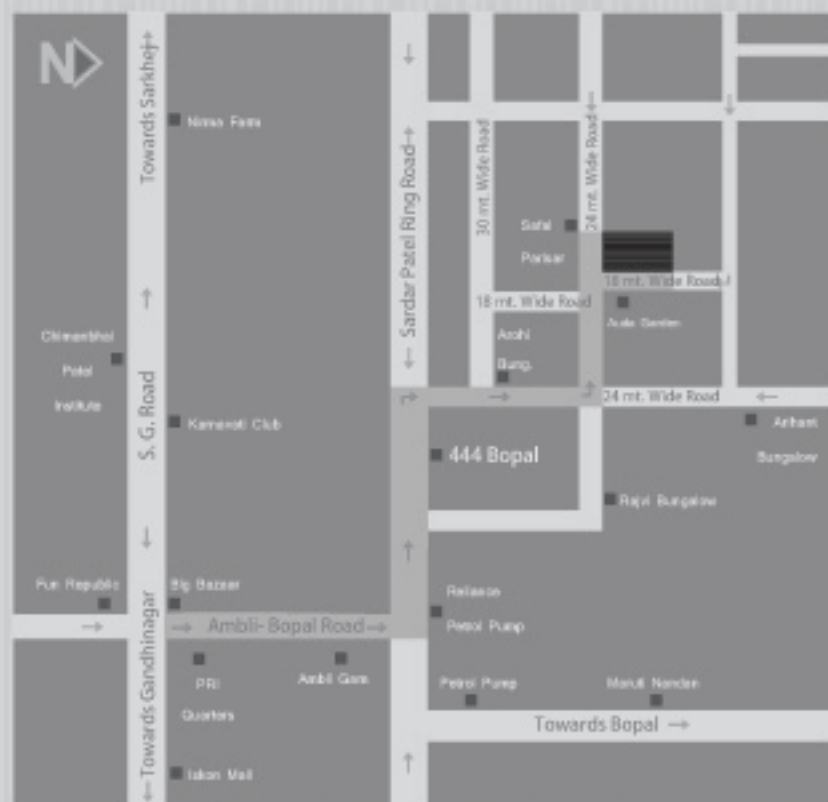 N
Towards Sarkhej
Nirma Farm
Sardar Patel Ring Road
30 mt. Wide Road
24 mt. Wide Road
Safal
Parisar
18 mt. Wide Road
18 mt. Wide Road
Auda Garden
Chimanbhai
Patel
Institute
Arohi
Bung.
24 mt. Wide Road
S. G. Road
Karnavati Club
444 Bopal
Arihant
Bungalow
Rajvi Bungalow
Fun Republic
Big Bazaar
Reliance
Petrol Pump
Ambli- Bopal Road
Towards Gandhinagar
PRI
Quarters
Ambli Gam
Petrol Pump
Maruti Nandan
Towards Bopal
Iskon Mall